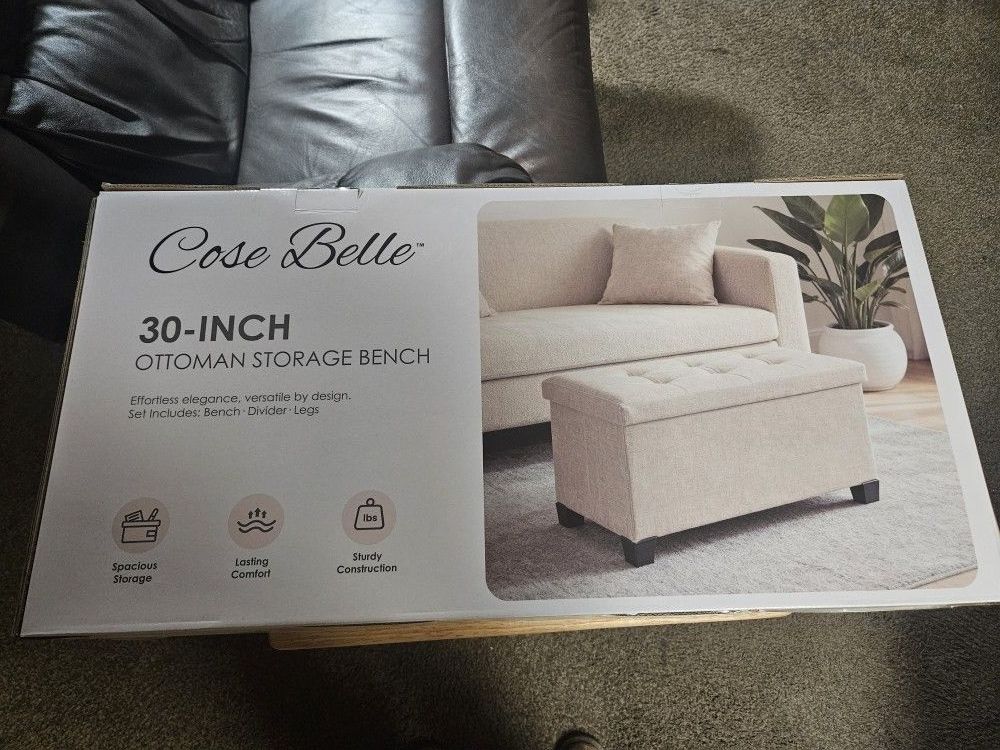 Cose Belle™
30-INCH
OTTOMAN STORAGE BENCH
Effortless elegance, versatile by design.
Set Includes: Bench · Divider · Legs
lbs
Spacious
Storage
Lasting
Comfort
Sturdy
Construction